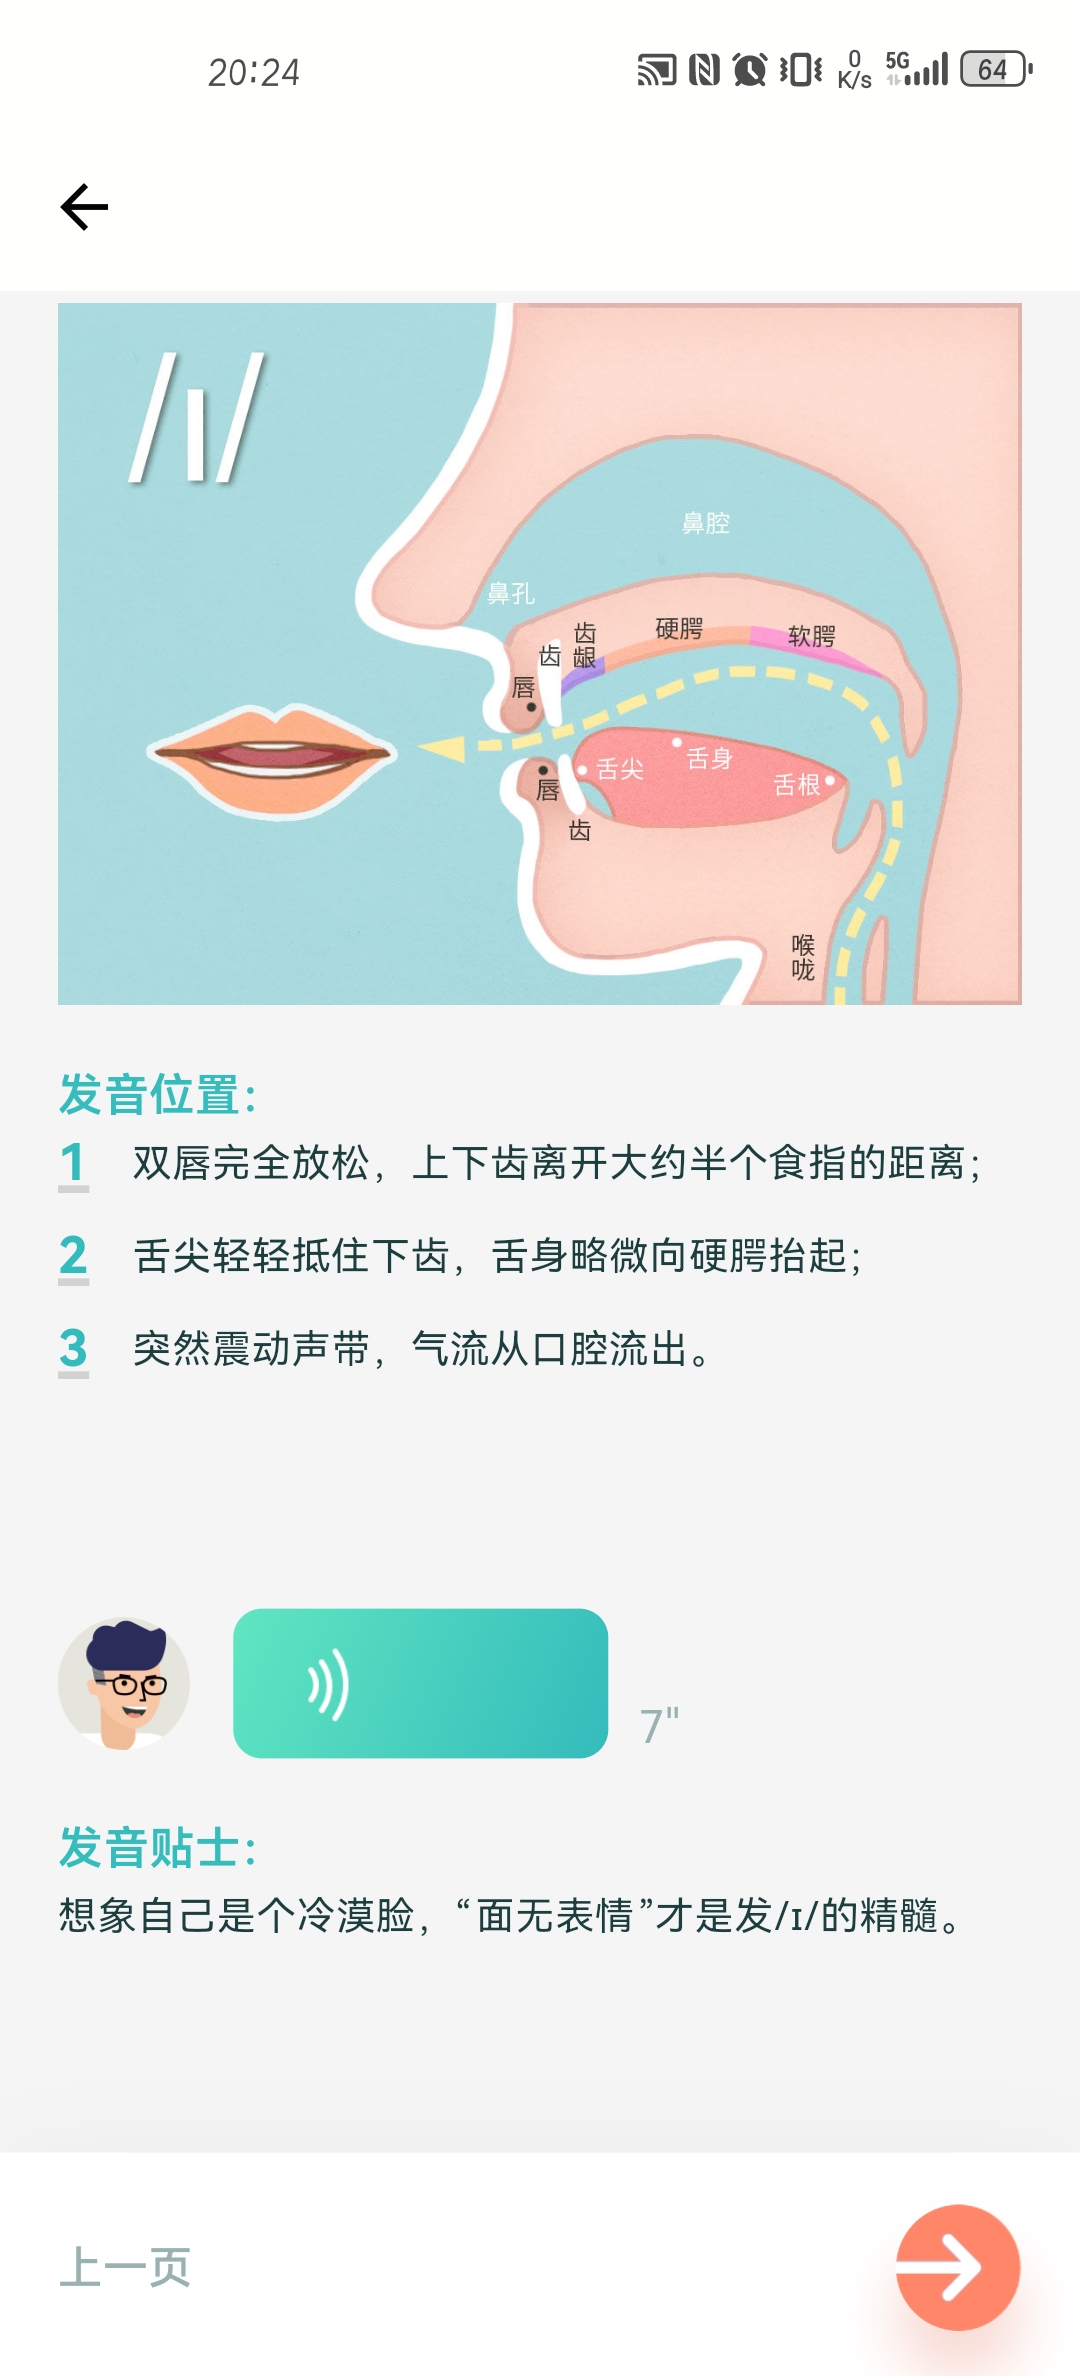 20:24
0 K/s 5G 64
/ɪ/
鼻腔
鼻孔
齿
齿龈
硬腭
软腭
唇
舌尖
舌身
舌根
唇
齿
喉咙
发音位置：
1 双唇完全放松，上下齿离开大约半个食指的距离；
2 舌尖轻轻抵住下齿，舌身略微向硬腭抬起；
3 突然震动声带，气流从口腔流出。
7"
发音贴士：
想象自己是个冷漠脸，“面无表情”才是发/ɪ/的精髓。
上一页